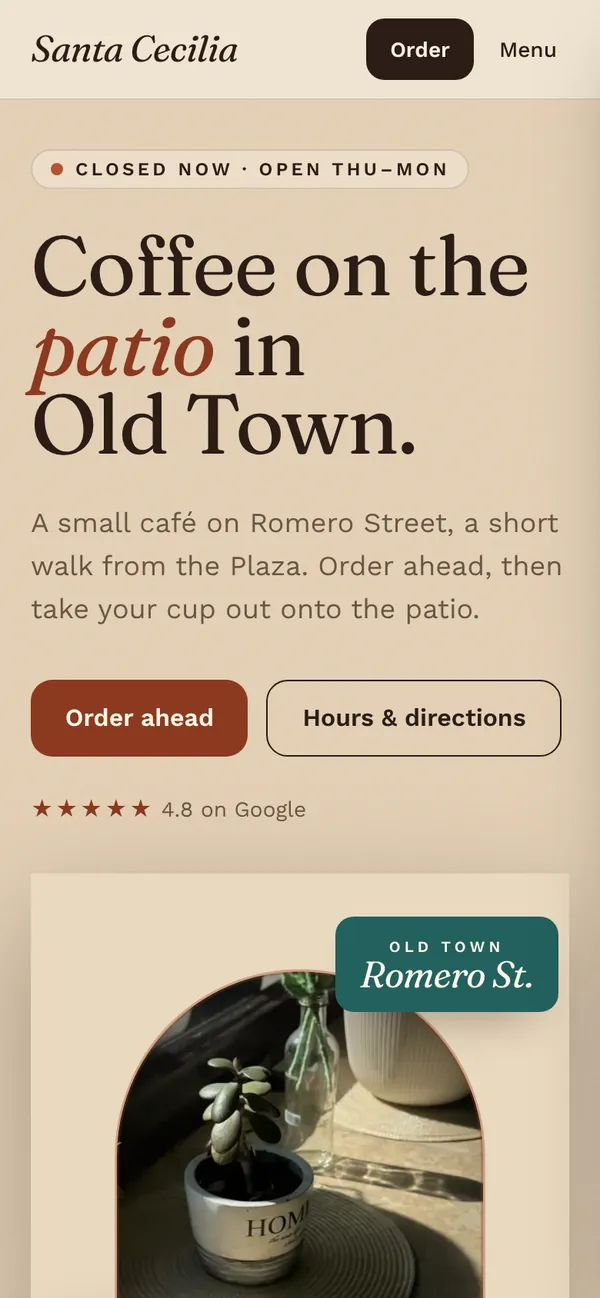 Santa Cecilia
Order
Menu
CLOSED NOW · OPEN THU–MON
Coffee on the
patio in
Old Town.
A small café on Romero Street, a short
walk from the Plaza. Order ahead, then
take your cup out onto the patio.
Order ahead
Hours & directions
★★★★★ 4.8 on Google
OLD TOWN
Romero St.